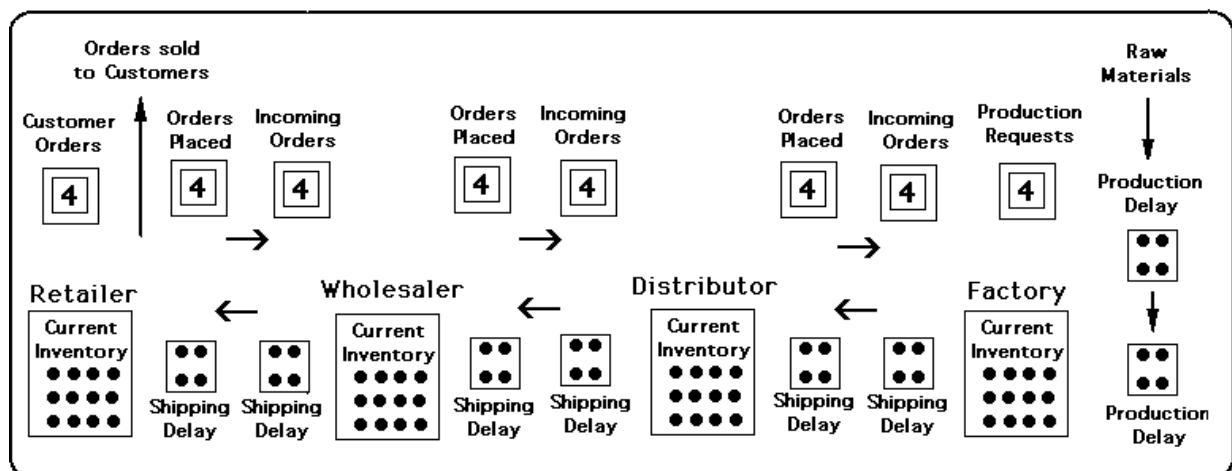 Orders sold
to Customers
Raw
Materials
Customer
Orders
4
Orders
Placed
4
Incoming
Orders
4
Orders
Placed
4
Incoming
Orders
4
Orders
Placed
4
Incoming
Orders
4
Production
Requests
4
Production
Delay
Retailer
Current
Inventory
Shipping
Delay
Shipping
Delay
Wholesaler
Current
Inventory
Shipping
Delay
Shipping
Delay
Distributor
Current
Inventory
Shipping
Delay
Shipping
Delay
Factory
Current
Inventory
Production
Delay